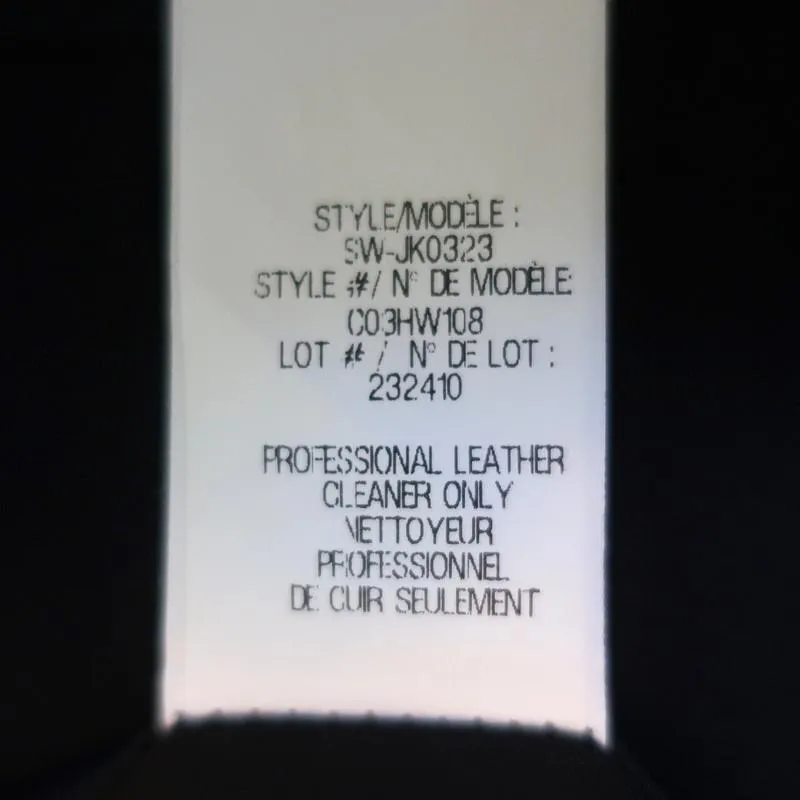 STYLE/MODÈLE :
SW-JK0323
STYLE #/ N° DE MODÈLE:
C03HW108
LOT # / N° DE LOT :
232410
PROFESSIONAL LEATHER
CLEANER ONLY
NETTOYEUR
PROFESSIONNEL
DE CUIR SEULEMENT